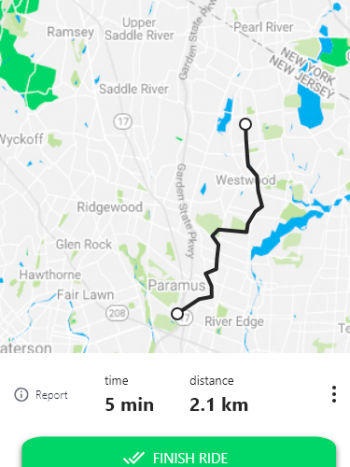 Upper
Ramsey
Saddle River
Garden State Pkwy
Pearl River
NEW YORK
NEW JERSEY
Saddle River
17
Wyckoff
Westwood
Garden State Pkwy
Ridgewood
Glen Rock
Hawthorne
Paramus
Fair Lawn
208
River Edge
Te
aterson
time
distance
Report
5 min
2.1 km
FINISH RIDE